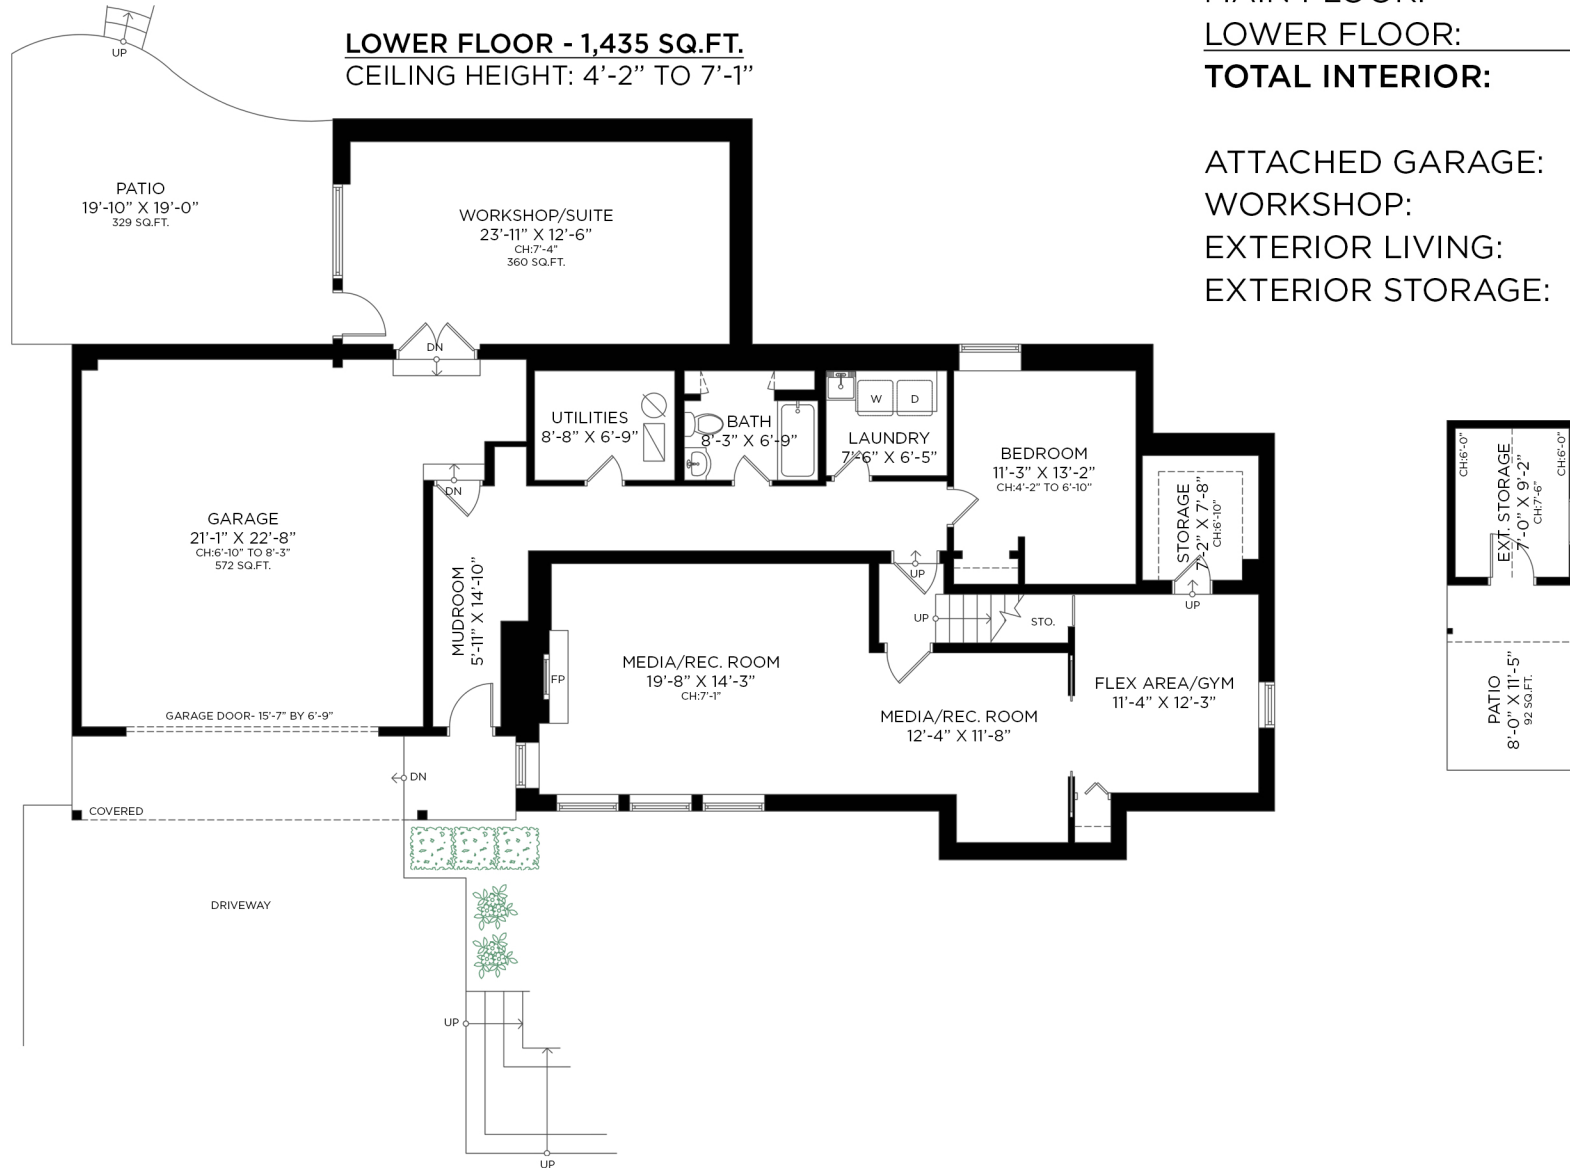 MAIN FLOOR:
LOWER FLOOR:
TOTAL INTERIOR:
ATTACHED GARAGE:
WORKSHOP:
EXTERIOR LIVING:
EXTERIOR STORAGE:
LOWER FLOOR - 1,435 SQ.FT.
CEILING HEIGHT: 4'-2" TO 7'-1"
UP
PATIO
19'-10" X 19'-0"
329 SQ.FT.
WORKSHOP/SUITE
23'-11" X 12'-6"
CH:7'-4"
360 SQ.FT.
DN
UTILITIES
8'-8" X 6'-9"
BATH
8'-3" X 6'-9"
W
D
LAUNDRY
7'-6" X 6'-5"
BEDROOM
11'-3" X 13'-2"
CH:4'-2" TO 6'-10"
STORAGE
7'-2" X 7'-8"
CH:6'-10"
UP
CH:6'-0"
EXT. STORAGE
7'-0" X 9'-2"
CH:7'-6"
CH:6'-0"
DN
GARAGE
21'-1" X 22'-8"
CH:6'-10" TO 8'-3"
572 SQ.FT.
MUDROOM
5'-11" X 14'-10"
UP
UP
STO.
MEDIA/REC. ROOM
19'-8" X 14'-3"
CH:7'-1"
FP
MEDIA/REC. ROOM
12'-4" X 11'-8"
FLEX AREA/GYM
11'-4" X 12'-3"
PATIO
8'-0" X 11'-5"
92 SQ.FT.
GARAGE DOOR- 15'-7" BY 6'-9"
DN
COVERED
DRIVEWAY
UP
UP